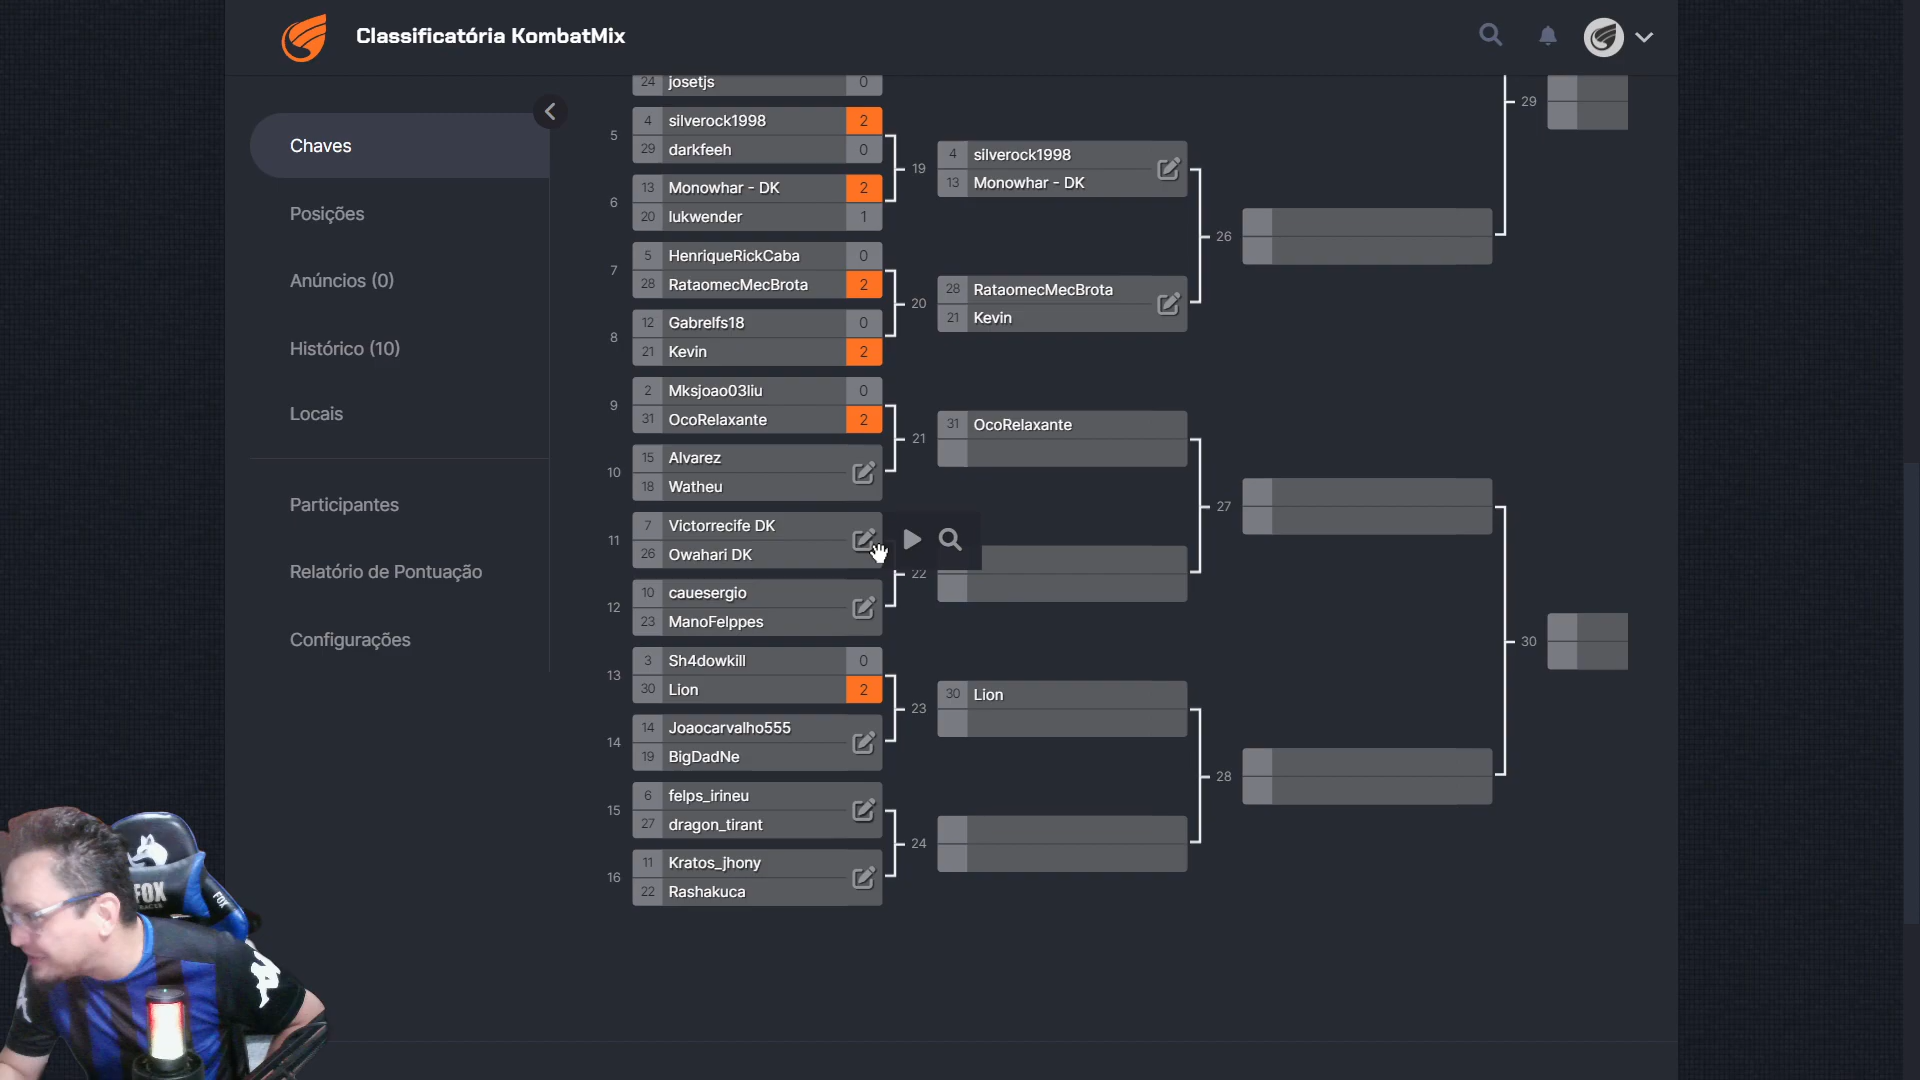 Classificatória KombatMix
Chaves
Posições
Anúncios (0)
Histórico (10)
Locais
Participantes
Relatório de Pontuação
Configurações
24 josetjs 0
5
4 silverock1998 2
29 darkfeeh 0
6
13 Monowhar - DK 2
20 lukwender 1
7
5 HenriqueRickCaba 0
28 RataomecMecBrota 2
8
12 Gabrelfs18 0
21 Kevin 2
9
2 Mksjoao03liu 0
31 OcoRelaxante 2
10
15 Alvarez
18 Watheu
11
7 Victorrecife DK
26 Owahari DK
12
10 cauesergio
23 ManoFelppes
13
3 Sh4dowkill 0
30 Lion 2
14
14 Joaocarvalho555
19 BigDadNe
15
6 felps_irineu
27 dragon_tirant
16
11 Kratos_jhony
22 Rashakuca
19
4 silverock1998
13 Monowhar - DK
20
28 RataomecMecBrota
21 Kevin
21
31 OcoRelaxante
22
23
30 Lion
24
26
27
28
29
30
FOX
RACER
FOX